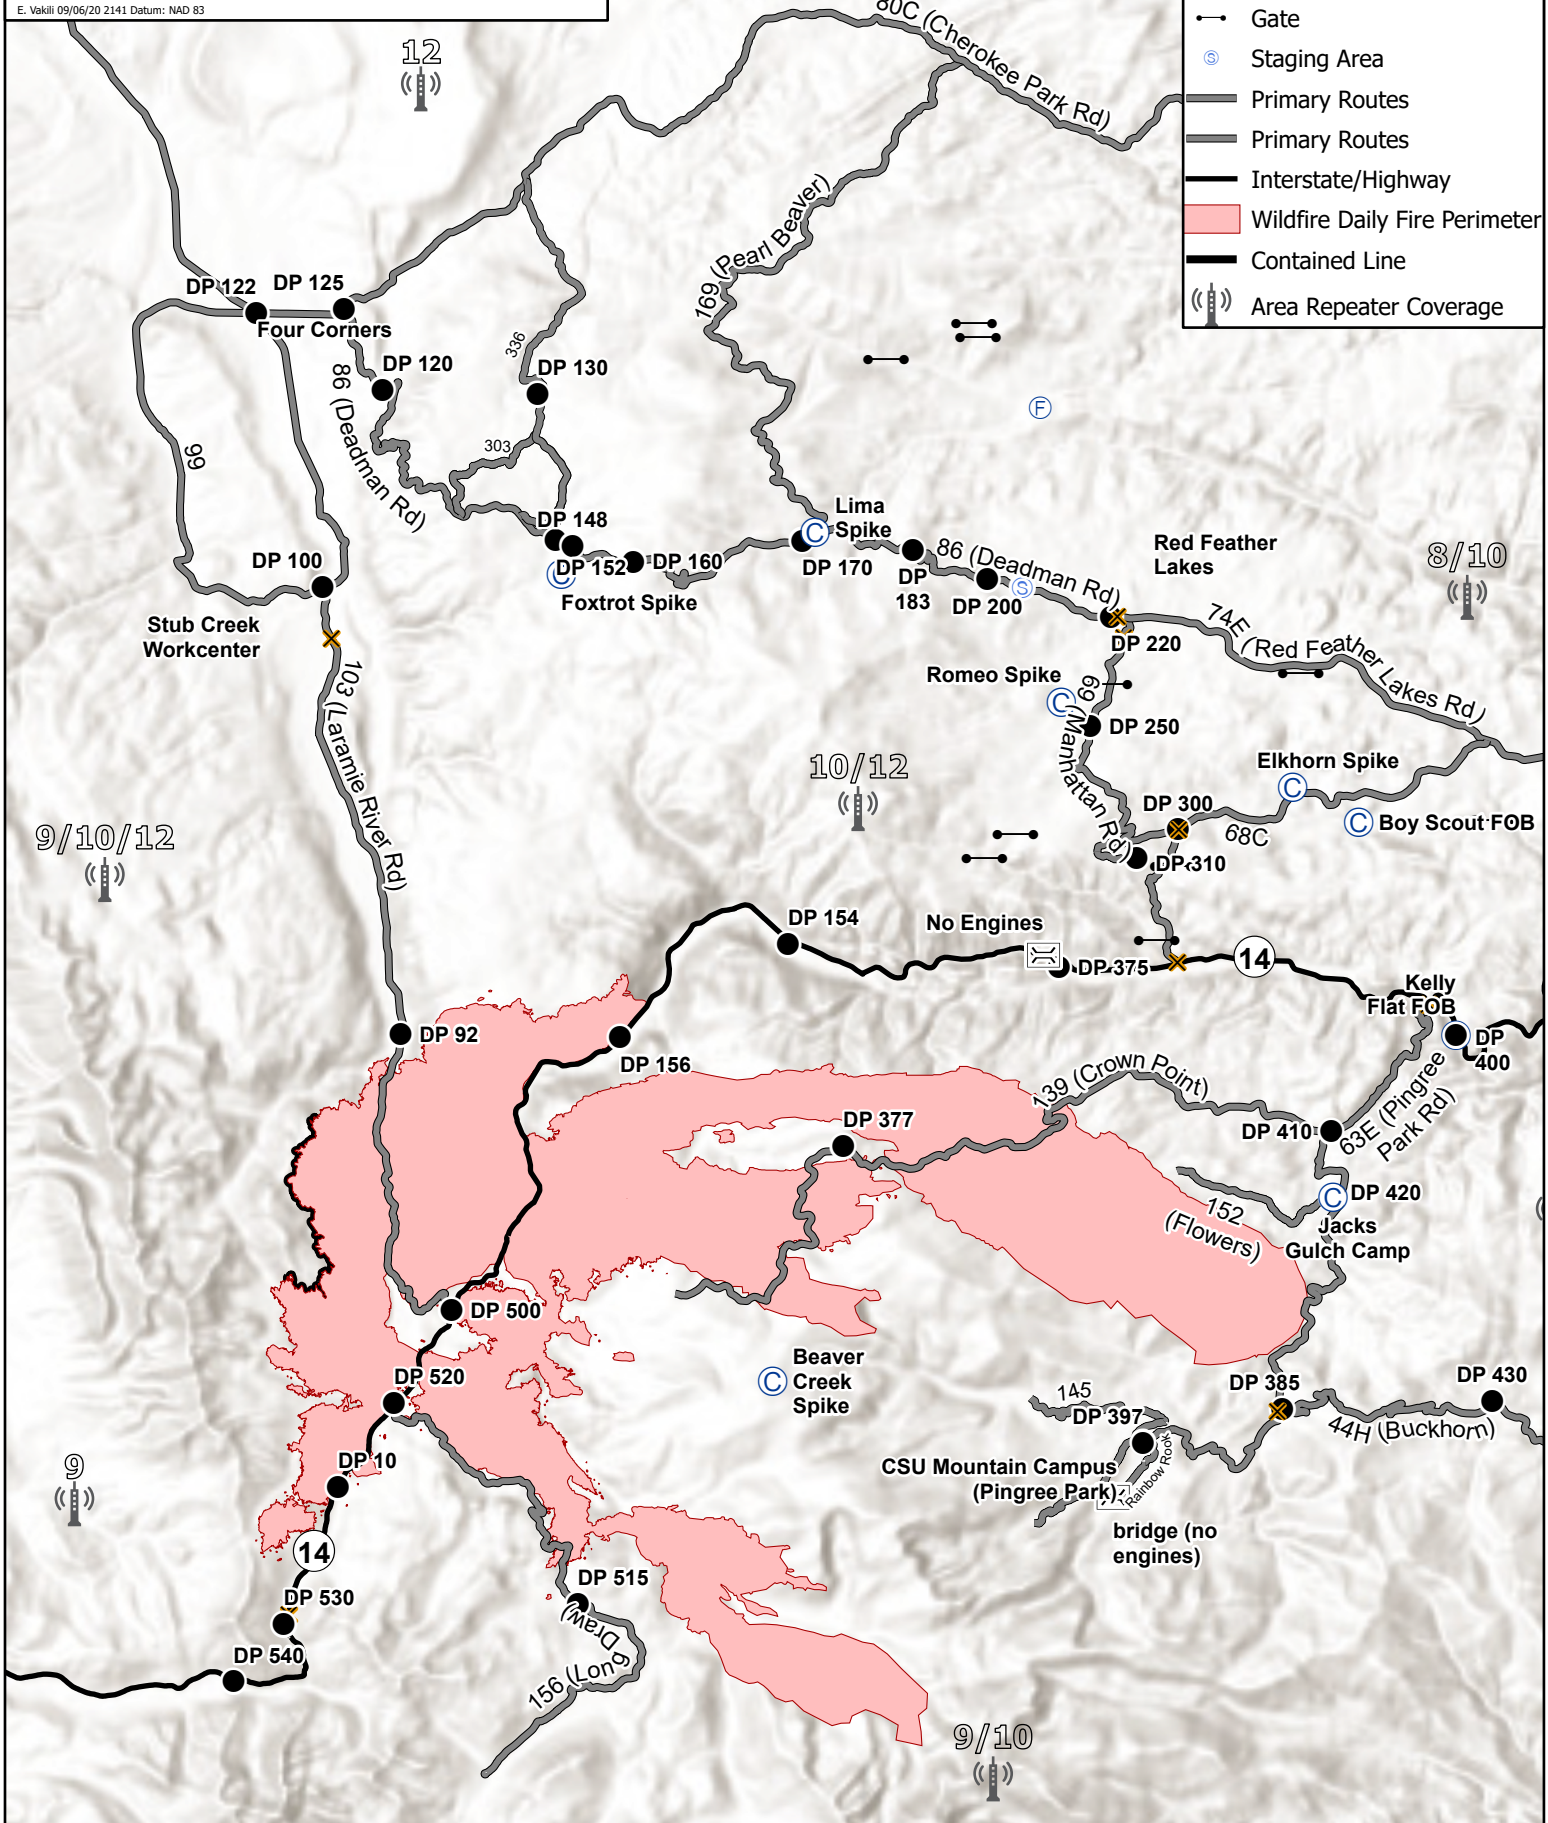 E. Vakili 09/06/20 2141 Datum: NAD 83
80C (Cherokee Park Rd)
Gate
S
Staging Area
Primary Routes
Primary Routes
Interstate/Highway
Wildfire Daily Fire Perimeter
Contained Line
Area Repeater Coverage
12
169 (Pearl Beaver)
DP 122
DP 125
Four Corners
336
DP 120
DP 130
86 (Deadman Rd)
F
99
303
Lima
Spike
C
DP 148
DP 100
DP 152
DP 160
DP 170
DP
183
86 (Deadman Rd)
Red Feather
Lakes
8/10
C
Foxtrot Spike
DP 200
S
DP 220
74E (Red Feather Lakes Rd)
Stub Creek
Workcenter
103 (Laramie River Rd)
Romeo Spike
C
69 (Manhattan Rd)
DP 250
10/12
Elkhorn Spike
C
DP 300
68C
C
Boy Scout FOB
9/10/12
DP 310
DP 154
No Engines
14
DP 375
Kelly
Flat FOB
DP 92
DP
400
DP 156
139 (Crown Point)
63E (Pingree
Park Rd)
DP 377
DP 410
152
(Flowers)
C
DP 420
Jacks
Gulch Camp
DP 500
Beaver
Creek
Spike
C
DP 520
DP 385
DP 430
145
DP 397
44H (Buckhorn)
9
DP 10
CSU Mountain Campus
(Pingree Park)
Rainbow Rook
bridge (no
engines)
14
DP 530
DP 515
DP 540
156 (Long Draw)
9/10